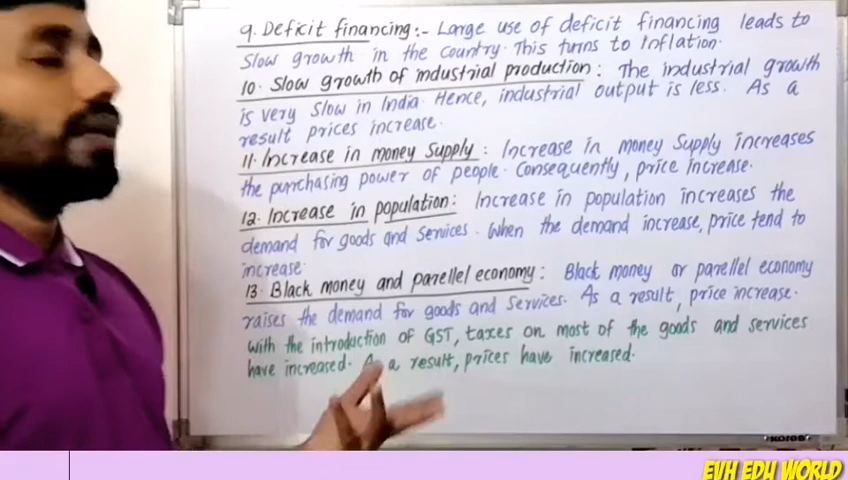 9. Deficit financing:- Large use of deficit financing leads to
Slow growth in the country. This turns to Inflation.
10. Slow growth of industrial production: The industrial growth
is very slow in India. Hence, industrial output is less. As a
result prices increase.
11. Increase in money Supply: Increase in money Supply increases
the purchasing power of people. Consequently, price increase.
12. Increase in population: Increase in population increases the
demand for goods and services. When the demand increase, price tend to
increase.
13. Black money and parellel economy: Black money or parellel economy
raises the demand for goods and services. As a result, price increase.
with the introduction of GST, taxes on most of the goods and services
have increased. As a result, prices have increased.
KOROES
EVH EDU WORLD